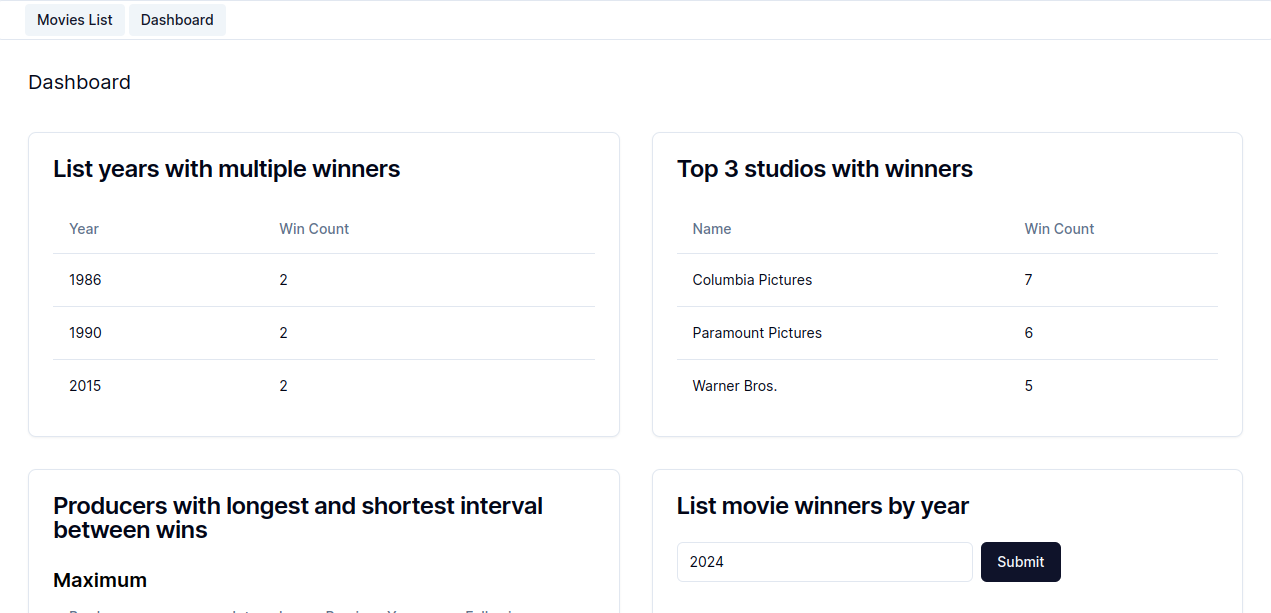 Movies List Dashboard
Dashboard
List years with multiple winners
Year Win Count
1986 2
1990 2
2015 2
Top 3 studios with winners
Name Win Count
Columbia Pictures 7
Paramount Pictures 6
Warner Bros. 5
Producers with longest and shortest interval
between wins
Maximum
List movie winners by year
2024 Submit